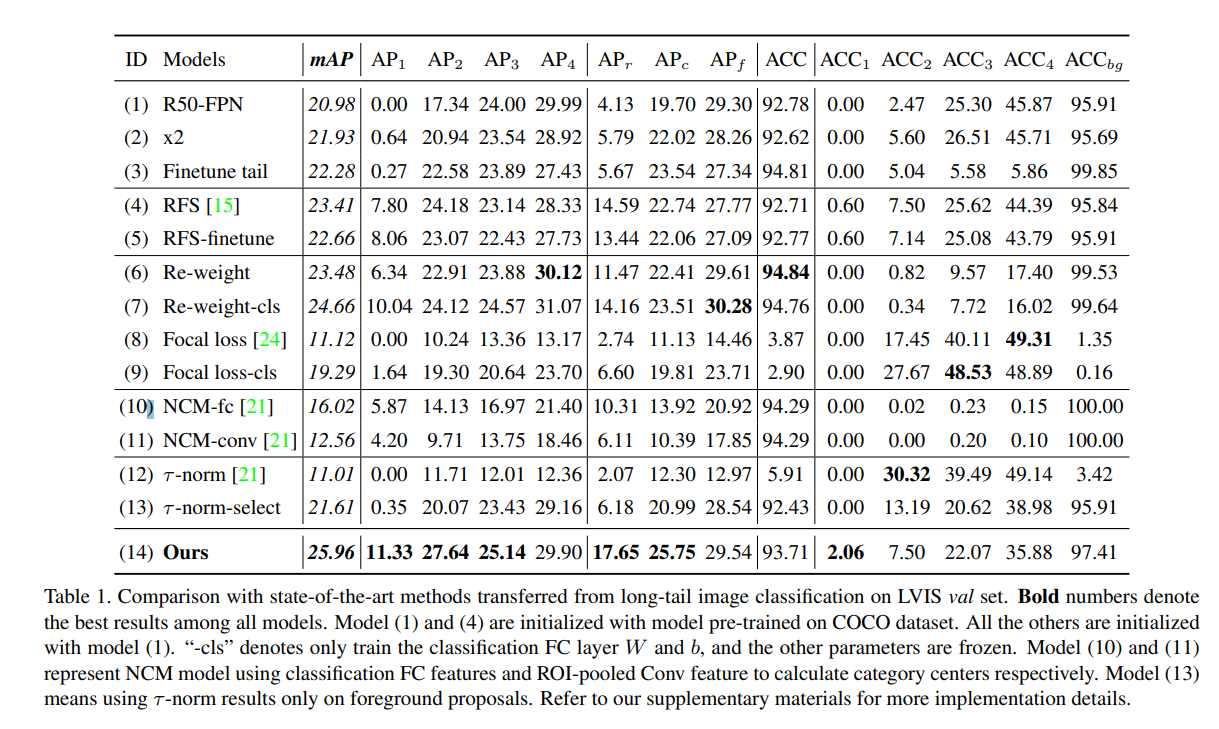 ID Models mAP AP1 AP2 AP3 AP4 APr APc APf ACC ACC1 ACC2 ACC3 ACC4 ACCbg
(1) R50-FPN 20.98 0.00 17.34 24.00 29.99 4.13 19.70 29.30 92.78 0.00 2.47 25.30 45.87 95.91
(2) x2 21.93 0.64 20.94 23.54 28.92 5.79 22.02 28.26 92.62 0.00 5.60 26.51 45.71 95.69
(3) Finetune tail 22.28 0.27 22.58 23.89 27.43 5.67 23.54 27.34 94.81 0.00 5.04 5.58 5.86 99.85
(4) RFS [15] 23.41 7.80 24.18 23.14 28.33 14.59 22.74 27.77 92.71 0.60 7.50 25.62 44.39 95.84
(5) RFS-finetune 22.66 8.06 23.07 22.43 27.73 13.44 22.06 27.09 92.77 0.60 7.14 25.08 43.79 95.91
(6) Re-weight 23.48 6.34 22.91 23.88 30.12 11.47 22.41 29.61 94.84 0.00 0.82 9.57 17.40 99.53
(7) Re-weight-cls 24.66 10.04 24.12 24.57 31.07 14.16 23.51 30.28 94.76 0.00 0.34 7.72 16.02 99.64
(8) Focal loss [24] 11.12 0.00 10.24 13.36 13.17 2.74 11.13 14.46 3.87 0.00 17.45 40.11 49.31 1.35
(9) Focal loss-cls 19.29 1.64 19.30 20.64 23.70 6.60 19.81 23.71 2.90 0.00 27.67 48.53 48.89 0.16
(10) NCM-fc [21] 16.02 5.87 14.13 16.97 21.40 10.31 13.92 20.92 94.29 0.00 0.02 0.23 0.15 100.00
(11) NCM-conv [21] 12.56 4.20 9.71 13.75 18.46 6.11 10.39 17.85 94.29 0.00 0.00 0.20 0.10 100.00
(12) τ-norm [21] 11.01 0.00 11.71 12.01 12.36 2.07 12.30 12.97 5.91 0.00 30.32 39.49 49.14 3.42
(13) τ-norm-select 21.61 0.35 20.07 23.43 29.16 6.18 20.99 28.54 92.43 0.00 13.19 20.62 38.98 95.91
(14) Ours 25.96 11.33 27.64 25.14 29.90 17.65 25.75 29.54 93.71 2.06 7.50 22.07 35.88 97.41
Table 1. Comparison with state-of-the-art methods transferred from long-tail image classification on LVIS val set. Bold numbers denote
the best results among all models. Model (1) and (4) are initialized with model pre-trained on COCO dataset. All the others are initialized
with model (1). “-cls” denotes only train the classification FC layer W and b, and the other parameters are frozen. Model (10) and (11)
represent NCM model using classification FC features and ROI-pooled Conv feature to calculate category centers respectively. Model (13)
means using τ-norm results only on foreground proposals. Refer to our supplementary materials for more implementation details.